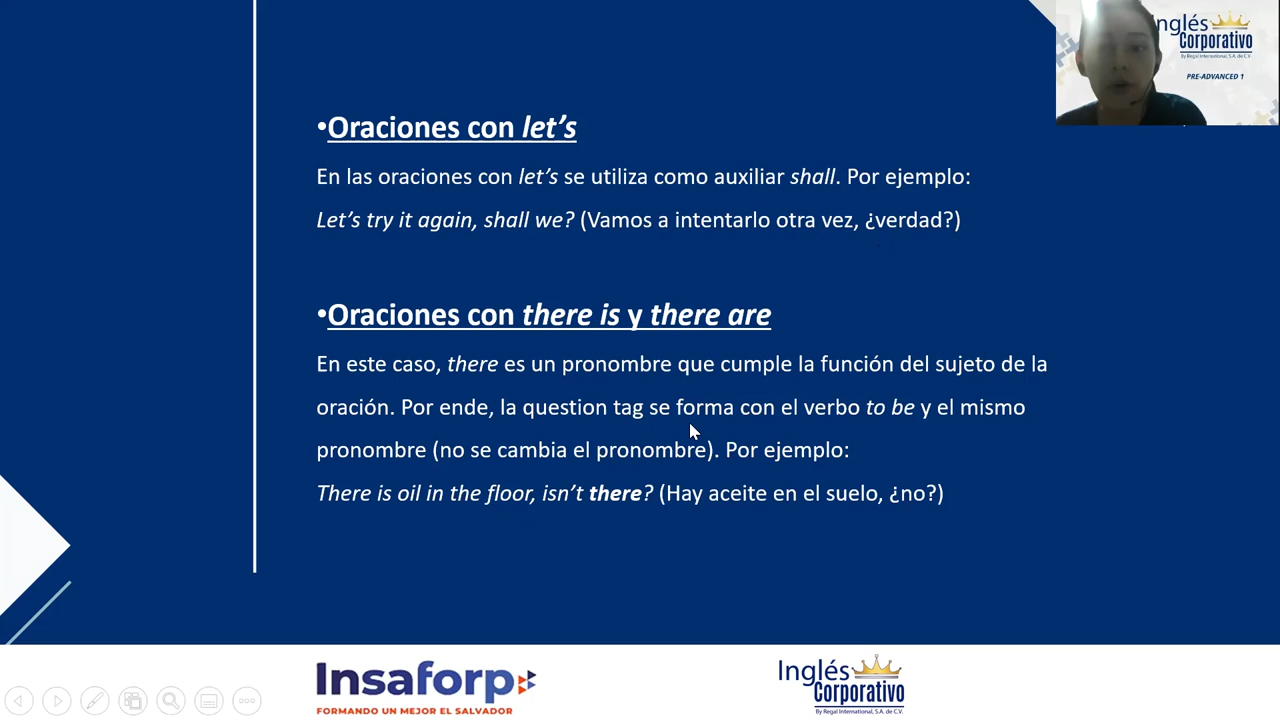 nglés
Corporativo
By Regal International, S.A. de C.V.
PRE-ADVANCED 1
•Oraciones con let's
En las oraciones con let's se utiliza como auxiliar shall. Por ejemplo:
Let's try it again, shall we? (Vamos a intentarlo otra vez, ¿verdad?)
•Oraciones con there is y there are
En este caso, there es un pronombre que cumple la función del sujeto de la
oración. Por ende, la question tag se forma con el verbo to be y el mismo
pronombre (no se cambia el pronombre). Por ejemplo:
There is oil in the floor, isn't there? (Hay aceite en el suelo, ¿no?)
Insaforp
FORMANDO UN MEJOR EL SALVADOR
Inglés
Corporativo
By Regal International, S.A. de C.V.